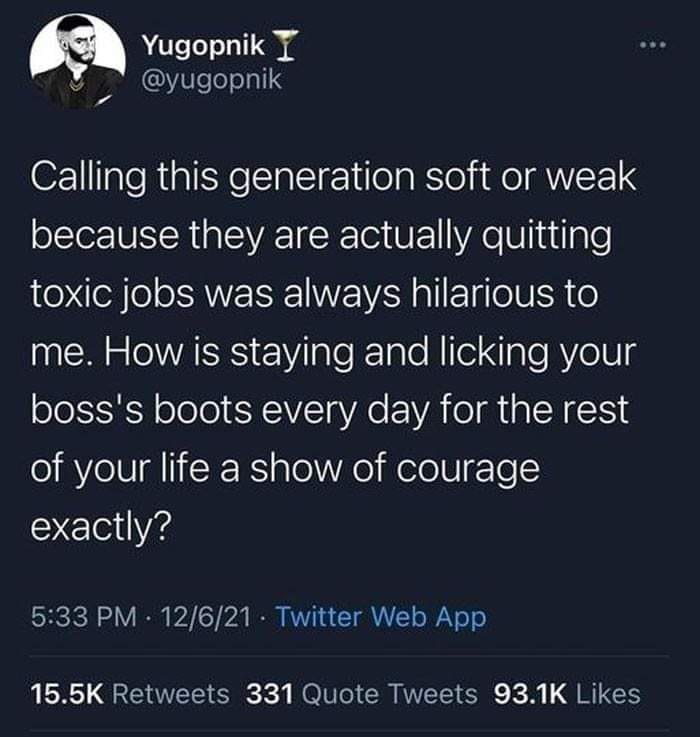 Yugopnik 🍸
@yugopnik
Calling this generation soft or weak
because they are actually quitting
toxic jobs was always hilarious to
me. How is staying and licking your
boss's boots every day for the rest
of your life a show of courage
exactly?
5:33 PM · 12/6/21 · Twitter Web App
15.5K Retweets 331 Quote Tweets 93.1K Likes